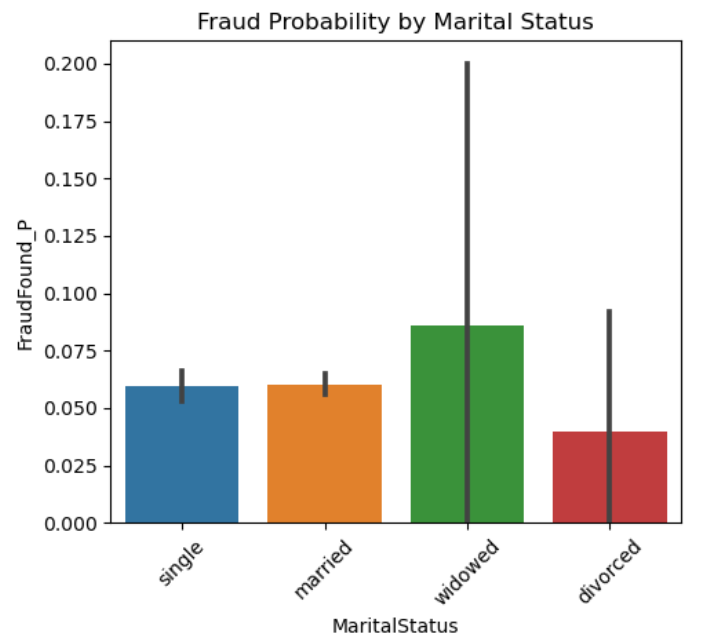 Fraud Probability by Marital Status
0.200
0.175
0.150
0.125
0.100
0.075
0.050
0.025
0.000
FraudFound_P
single
married
widowed
divorced
MaritalStatus